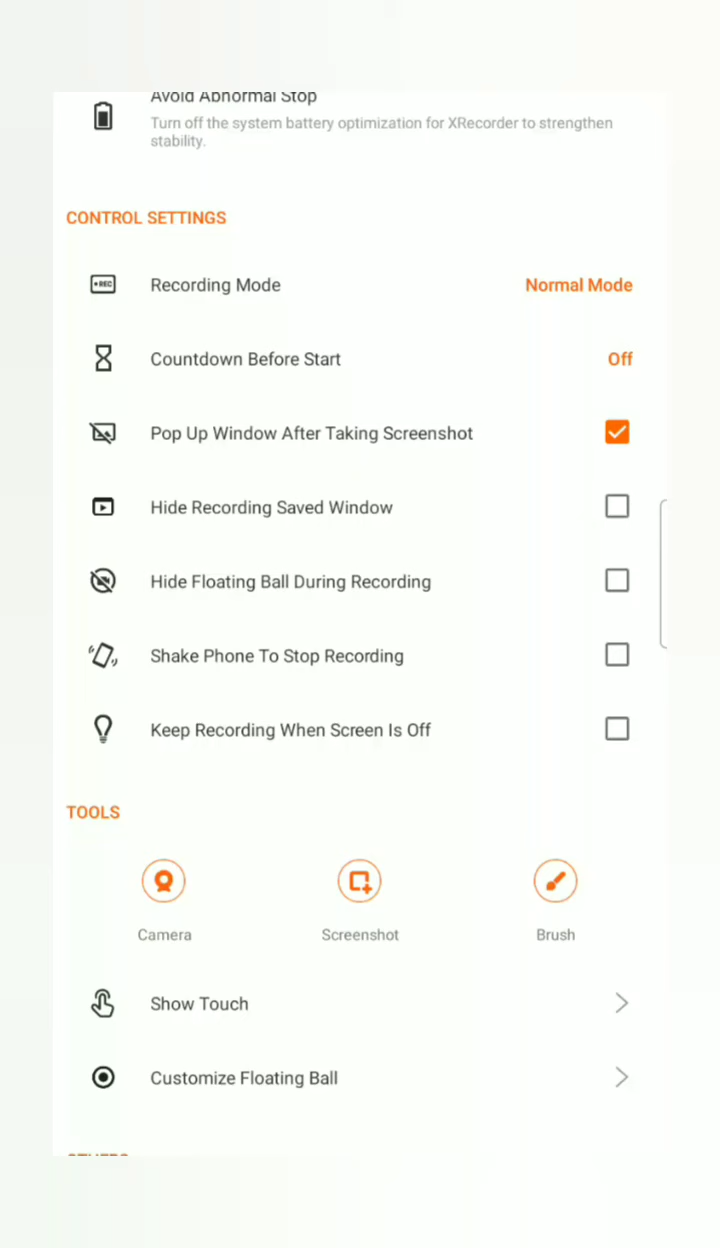 Avoid Abnormal Stop
Turn off the system battery optimization for XRecorder to strengthen
stability.
CONTROL SETTINGS
REC
Recording Mode Normal Mode
Countdown Before Start Off
Pop Up Window After Taking Screenshot
Hide Recording Saved Window
Hide Floating Ball During Recording
Shake Phone To Stop Recording
Keep Recording When Screen Is Off
TOOLS
Camera Screenshot Brush
Show Touch
Customize Floating Ball